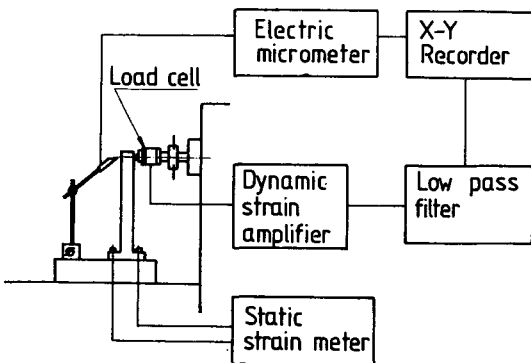 Electric
micrometer
X-Y
Recorder
Load cell
Dynamic
strain
amplifier
Low pass
filter
Static
strain meter